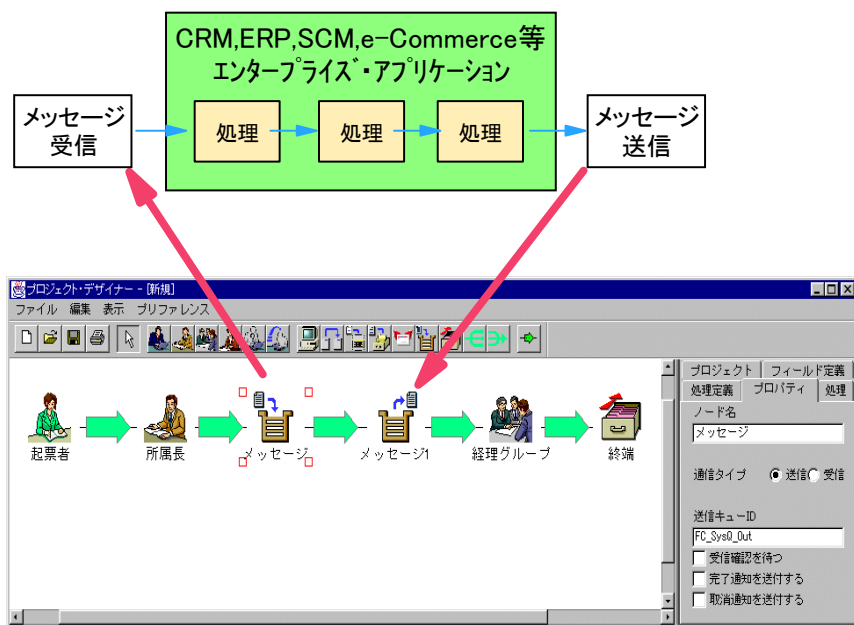 CRM,ERP,SCM,e-Commerce等
エンタープライズ・アプリケーション
メッセージ
受信
処理
処理
処理
メッセージ
送信
プロジェクト・デザイナー - [新規]
ファイル 編集 表示 プリファレンス
プロジェクト フィールド定義
処理定義 プロパティ 処理
ノード名
メッセージ
通信タイプ 送信 受信
送信キューID
FC_SysQ_Out
受信確認を待つ
完了通知を送付する
取消通知を送付する
起票者 所属長 メッセージ メッセージ1 経理グループ 終端